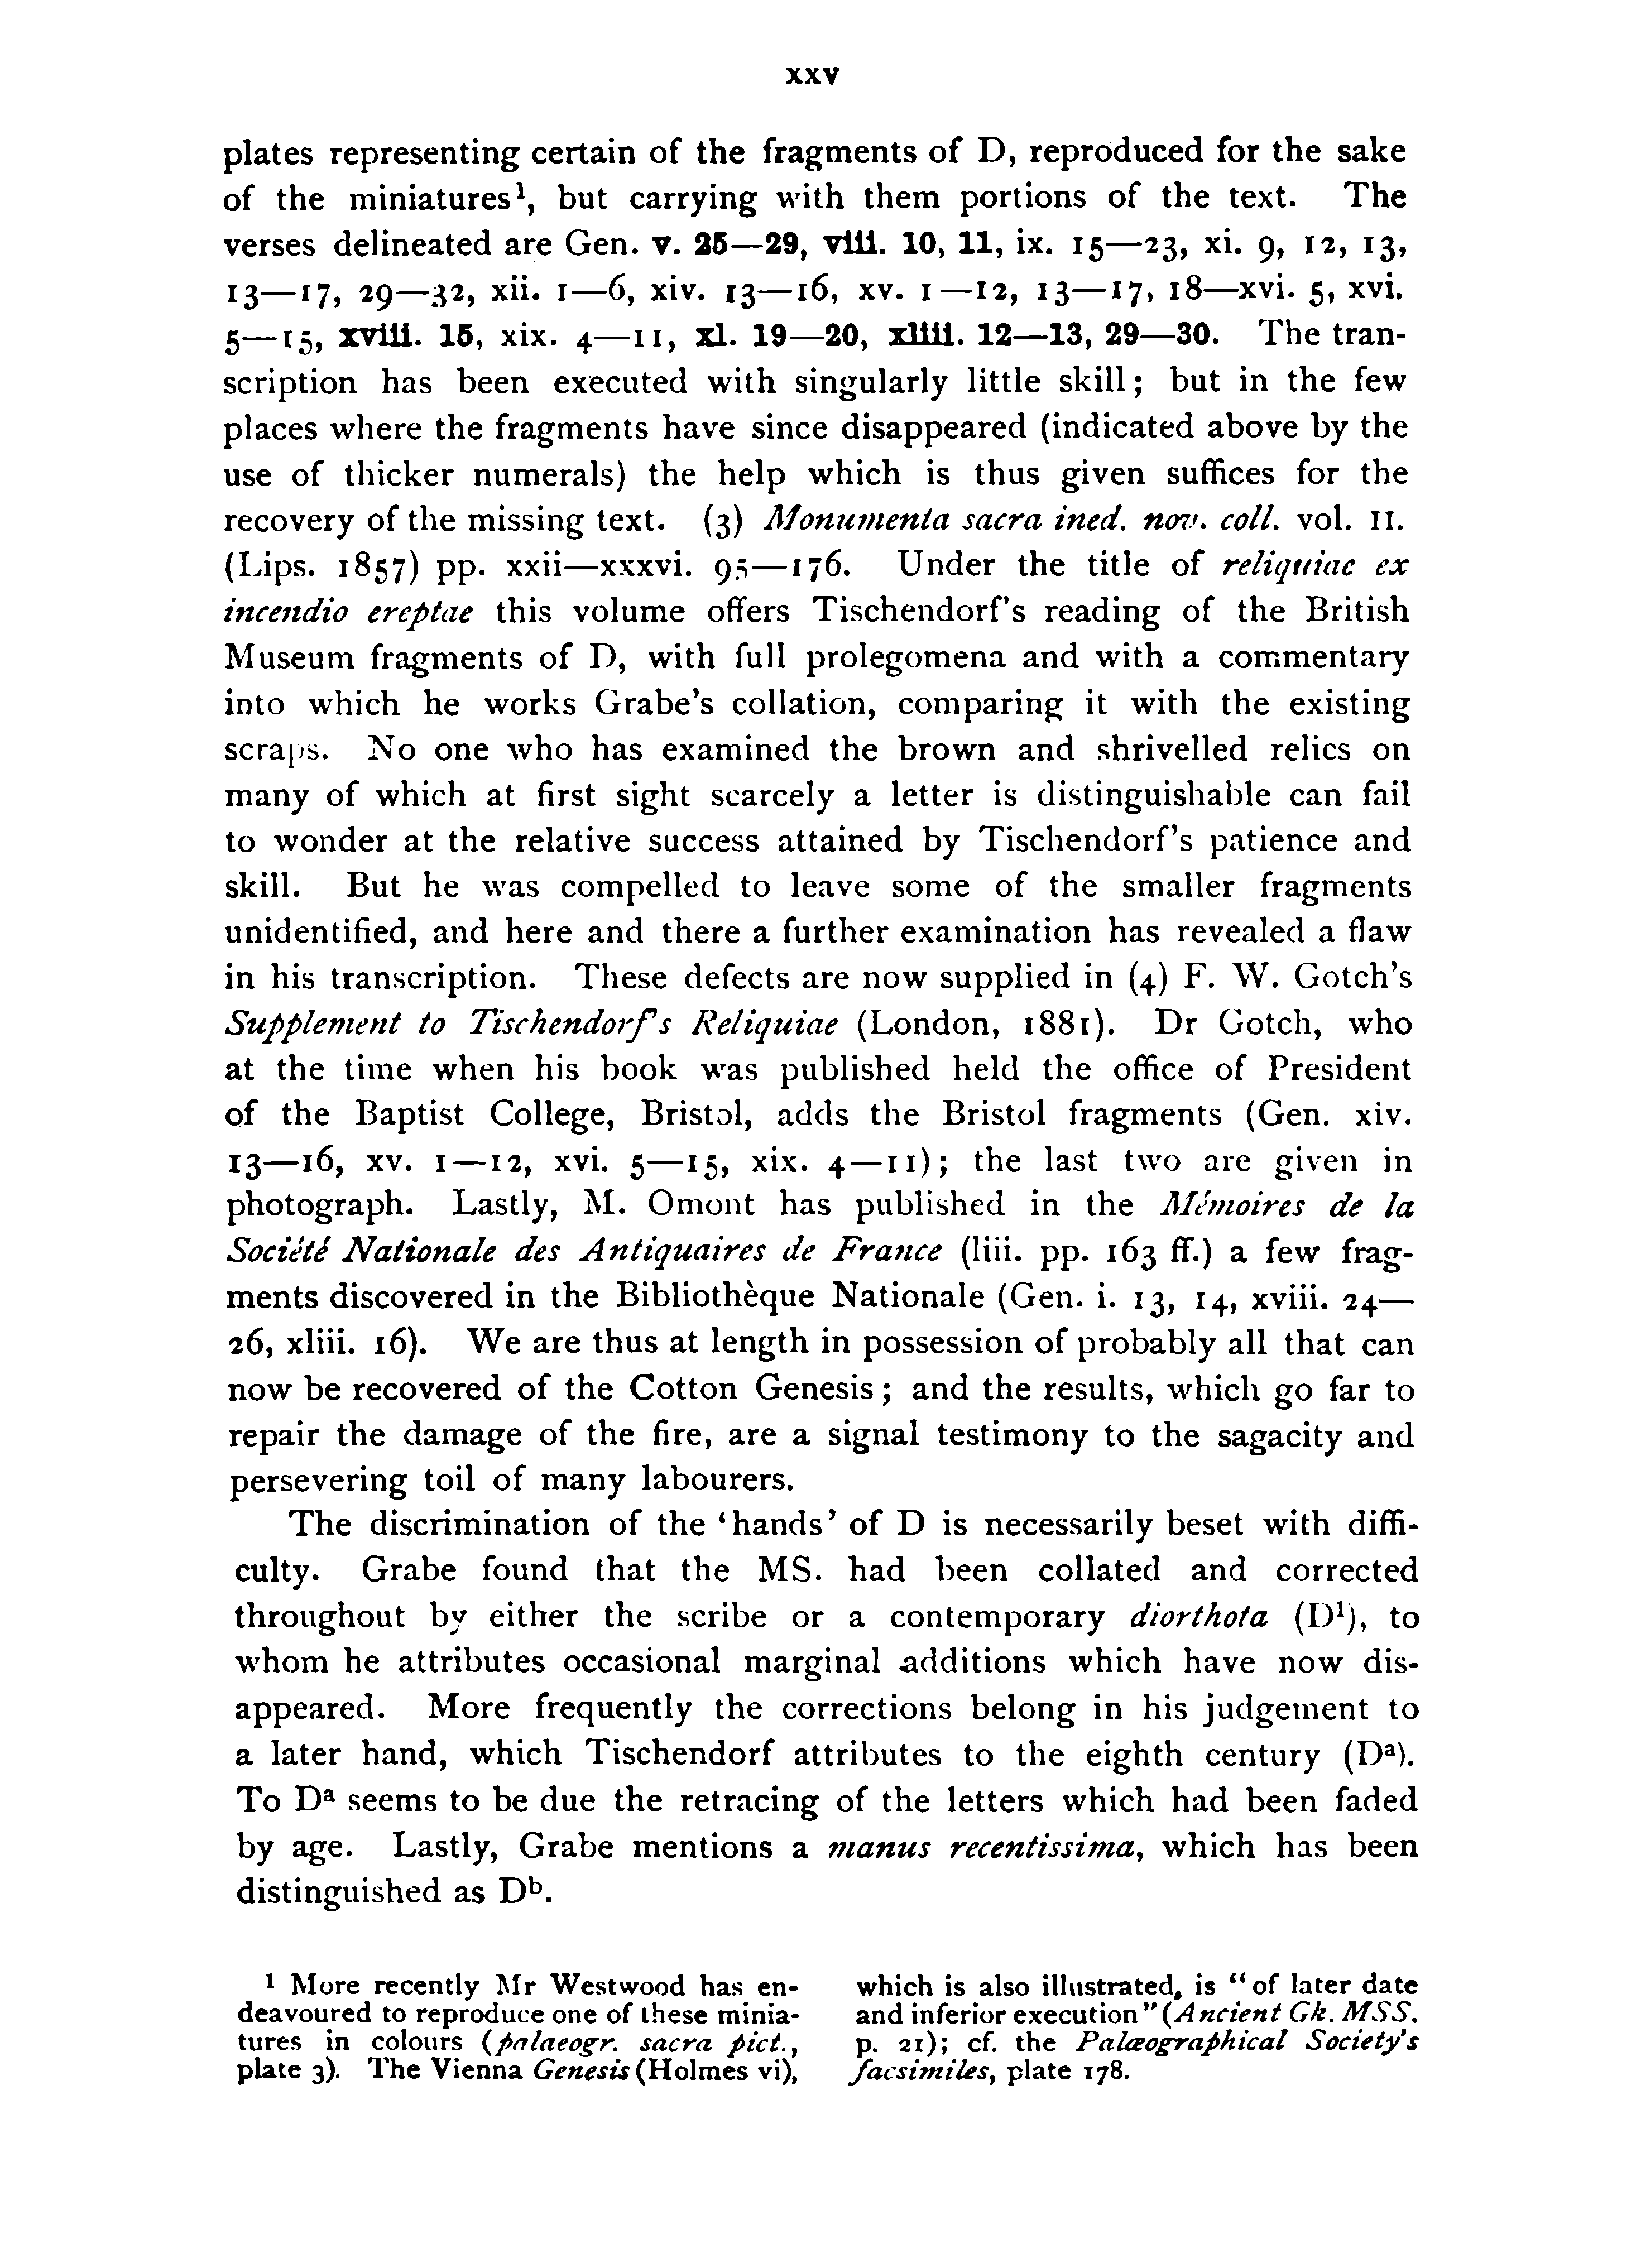 xxv
plates representing certain of the fragments of D, reproduced for the sake
of the miniatures¹, but carrying with them portions of the text. The
verses delineated are Gen. v. 25—29, viii. 10, 11, ix. 15—23, xi. 9, 12, 13,
13—17, 29—32, xii. 1—6, xiv. 13—16, xv. 1—12, 13—17, 18—xvi. 5, xvi.
5—15, xviii. 15, xix. 4—11, xl. 19—20, xliii. 12—13, 29—30. The tran-
scription has been executed with singularly little skill; but in the few
places where the fragments have since disappeared (indicated above by the
use of thicker numerals) the help which is thus given suffices for the
recovery of the missing text. (3) Monumenta sacra ined. nov. coll. vol. II.
(Lips. 1857) pp. xxii—xxxvi. 95—176. Under the title of reliquiae ex
incendio ereptae this volume offers Tischendorf's reading of the British
Museum fragments of D, with full prolegomena and with a commentary
into which he works Grabe's collation, comparing it with the existing
scraps. No one who has examined the brown and shrivelled relics on
many of which at first sight scarcely a letter is distinguishable can fail
to wonder at the relative success attained by Tischendorf's patience and
skill. But he was compelled to leave some of the smaller fragments
unidentified, and here and there a further examination has revealed a flaw
in his transcription. These defects are now supplied in (4) F. W. Gotch's
Supplement to Tischendorf's Reliquiae (London, 1881). Dr Gotch, who
at the time when his book was published held the office of President
of the Baptist College, Bristol, adds the Bristol fragments (Gen. xiv.
13—16, xv. 1—12, xvi. 5—15, xix. 4—11); the last two are given in
photograph. Lastly, M. Omont has published in the Mémoires de la
Société Nationale des Antiquaires de France (liii. pp. 163 ff.) a few frag-
ments discovered in the Bibliothèque Nationale (Gen. i. 13, 14, xviii. 24—
26, xliii. 16). We are thus at length in possession of probably all that can
now be recovered of the Cotton Genesis; and the results, which go far to
repair the damage of the fire, are a signal testimony to the sagacity and
persevering toil of many labourers.
The discrimination of the ‘hands’ of D is necessarily beset with diffi-
culty. Grabe found that the MS. had been collated and corrected
throughout by either the scribe or a contemporary diorthota (D¹), to
whom he attributes occasional marginal additions which have now dis-
appeared. More frequently the corrections belong in his judgement to
a later hand, which Tischendorf attributes to the eighth century (Dᵃ).
To Dᵃ seems to be due the retracing of the letters which had been faded
by age. Lastly, Grabe mentions a manus recentissima, which has been
distinguished as Dᵇ.
¹ More recently Mr Westwood has en-
deavoured to reproduce one of these minia-
tures in colours (palaeogr. sacra pict.,
plate 3). The Vienna Genesis (Holmes vi),
which is also illustrated, is “of later date
and inferior execution” (Ancient Gk. MSS.
p. 21); cf. the Palæographical Society's
facsimiles, plate 178.